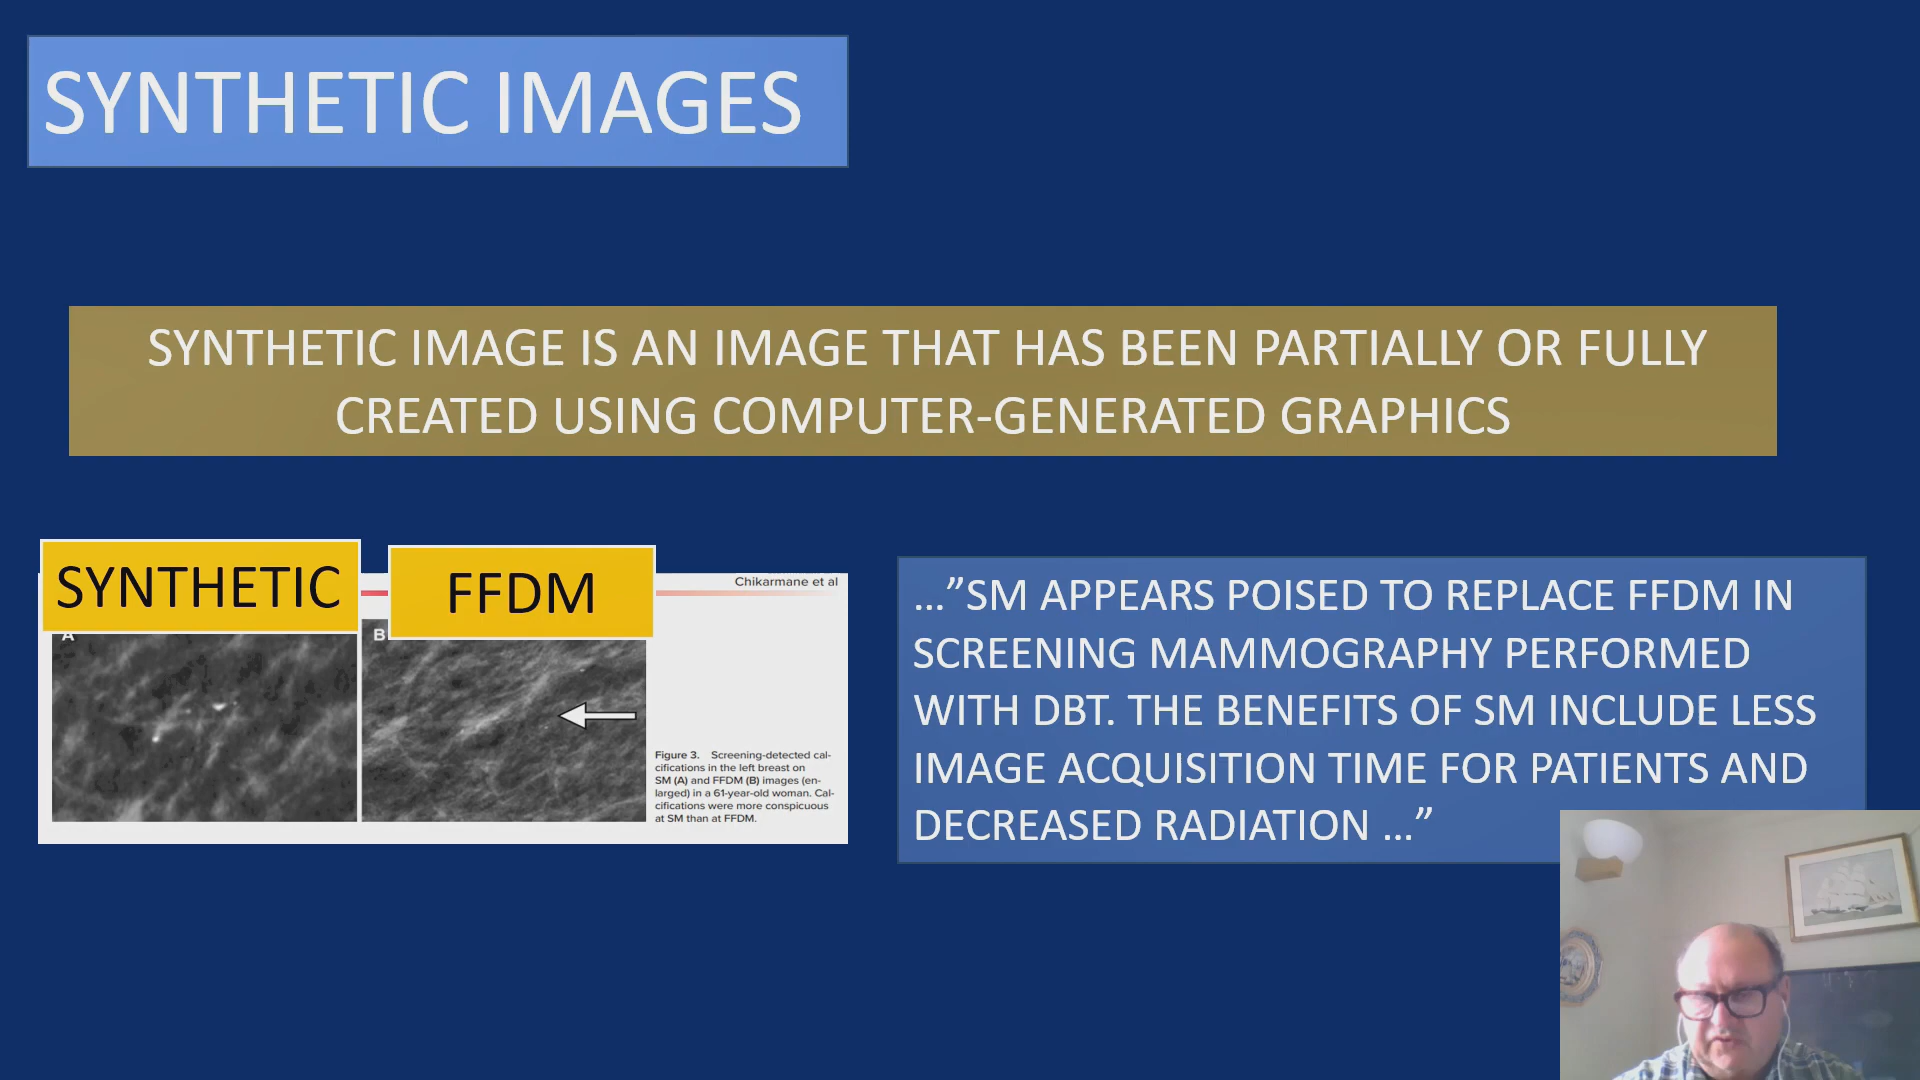 SYNTHETIC IMAGES
SYNTHETIC IMAGE IS AN IMAGE THAT HAS BEEN PARTIALLY OR FULLY
CREATED USING COMPUTER-GENERATED GRAPHICS
SYNTHETIC
FFDM
Chikarmane et al
A
B
Figure 3. Screening-detected cal-
cifications in the left breast on
SM (A) and FFDM (B) images (en-
larged) in a 61-year-old woman. Cal-
cifications were more conspicuous
at SM than at FFDM.
...”SM APPEARS POISED TO REPLACE FFDM IN
SCREENING MAMMOGRAPHY PERFORMED
WITH DBT. THE BENEFITS OF SM INCLUDE LESS
IMAGE ACQUISITION TIME FOR PATIENTS AND
DECREASED RADIATION ...”